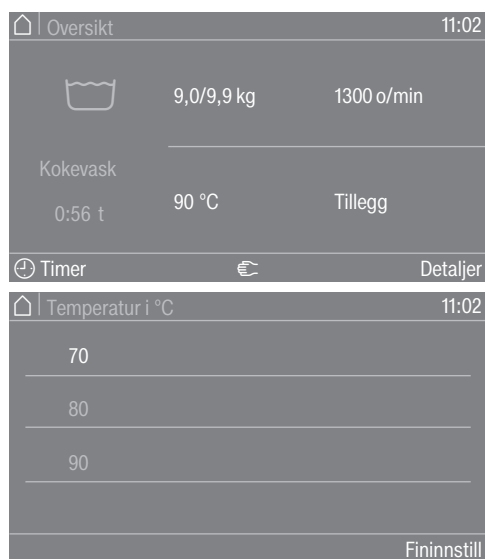 Oversikt 11:02
9,0/9,9 kg 1300 o/min
Kokevask
0:56 t
90 °C Tillegg
Timer Detaljer
Temperatur i °C 11:02
70
80
90
Fininnstill